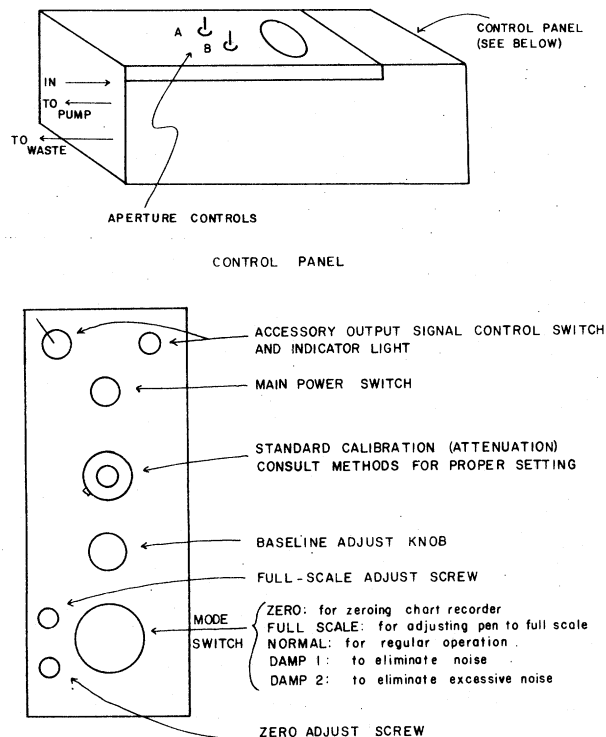 CONTROL PANEL
(SEE BELOW)
A
B
IN
TO
PUMP
TO
WASTE
APERTURE CONTROLS
CONTROL PANEL
ACCESSORY OUTPUT SIGNAL CONTROL SWITCH
AND INDICATOR LIGHT
MAIN POWER SWITCH
STANDARD CALIBRATION (ATTENUATION)
CONSULT METHODS FOR PROPER SETTING
BASELINE ADJUST KNOB
FULL-SCALE ADJUST SCREW
MODE
SWITCH
ZERO: for zeroing chart recorder
FULL SCALE: for adjusting pen to full scale
NORMAL: for regular operation
DAMP 1: to eliminate noise
DAMP 2: to eliminate excessive noise
ZERO ADJUST SCREW